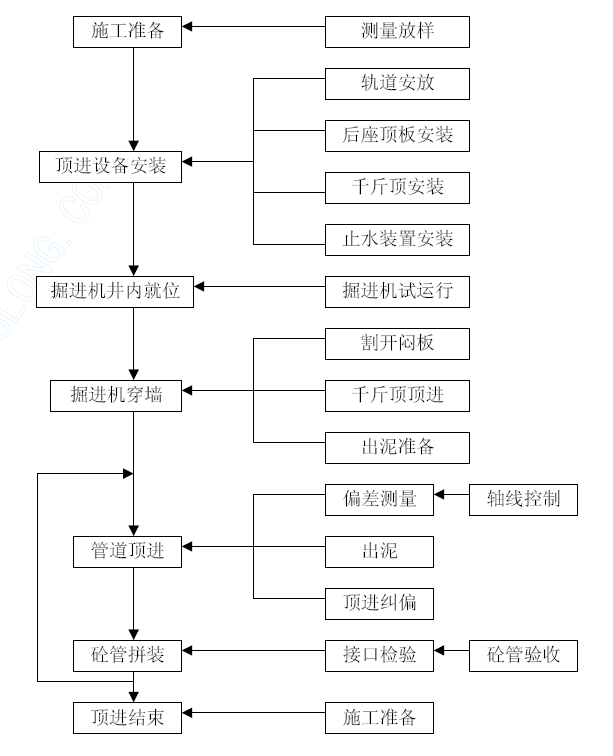 施工准备
测量放样
轨道安放
后座顶板安装
顶进设备安装
千斤顶安装
止水装置安装
掘进机井内就位
掘进机试运行
割开闷板
掘进机穿墙
千斤顶顶进
出泥准备
偏差测量
轴线控制
管道顶进
出泥
顶进纠偏
砼管拼装
接口检验
砼管验收
顶进结束
施工准备